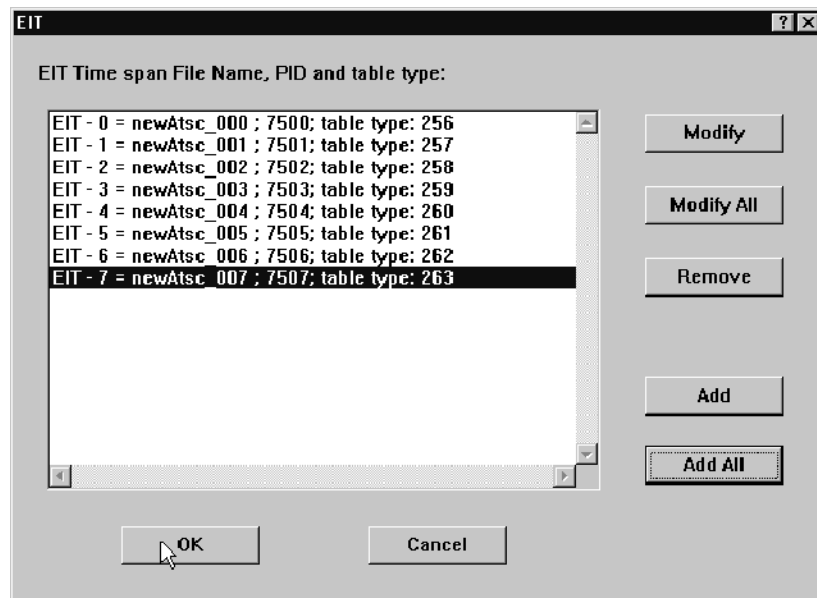 EIT
EIT Time span File Name, PID and table type:
EIT - 0 = newAtsc_000 ; 7500; table type: 256
EIT - 1 = newAtsc_001 ; 7501; table type: 257
EIT - 2 = newAtsc_002 ; 7502; table type: 258
EIT - 3 = newAtsc_003 ; 7503; table type: 259
EIT - 4 = newAtsc_004 ; 7504; table type: 260
EIT - 5 = newAtsc_005 ; 7505; table type: 261
EIT - 6 = newAtsc_006 ; 7506; table type: 262
EIT - 7 = newAtsc_007 ; 7507; table type: 263
Modify
Modify All
Remove
Add
Add All
OK
Cancel